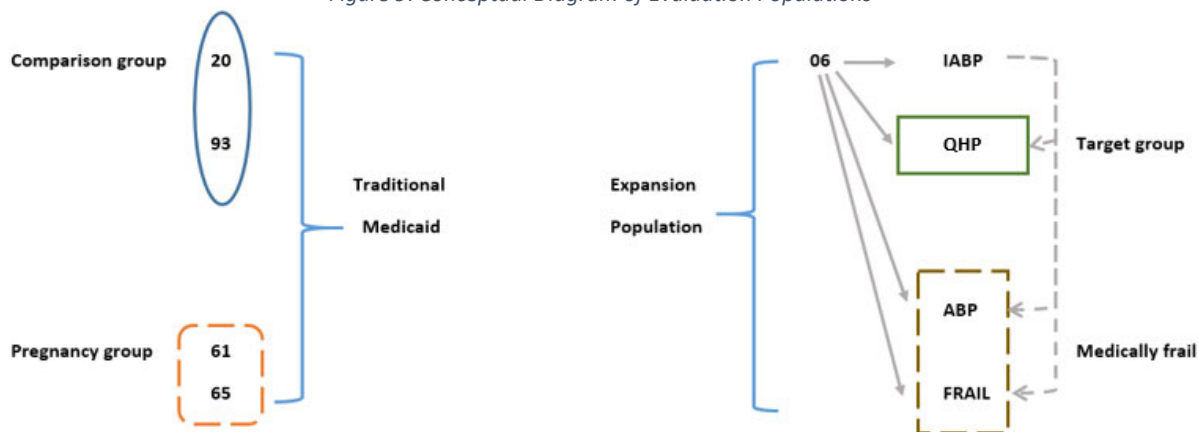 Comparison group 20 06 IABP
93 QHP Target group
Traditional Expansion
Medicaid Population
ABP
Pregnancy group 61 Medically frail
65 FRAIL